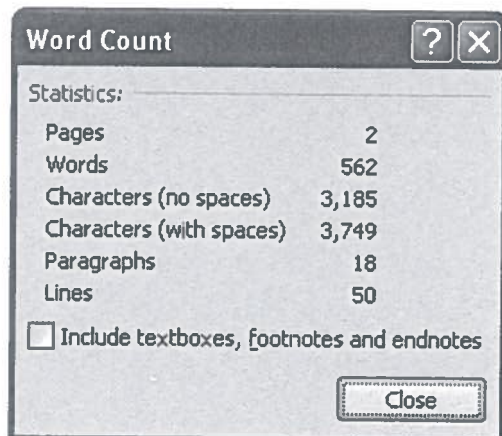 Word Count
? X
Statistics:
Pages 2
Words 562
Characters (no spaces) 3,185
Characters (with spaces) 3,749
Paragraphs 18
Lines 50
Include textboxes, footnotes and endnotes
Close